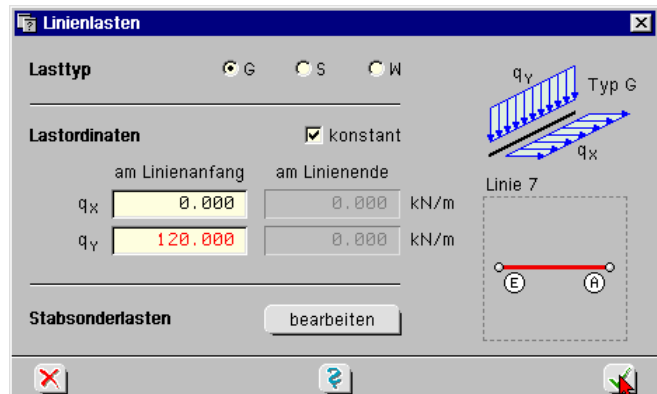 Linienlasten
Lasttyp G S W
qY Typ G
qX
Lastordinaten konstant
am Linienanfang am Linienende
Linie 7
qX 0.000 0.000 kN/m
qY 120.000 0.000 kN/m
E A
Stabsonderlasten bearbeiten